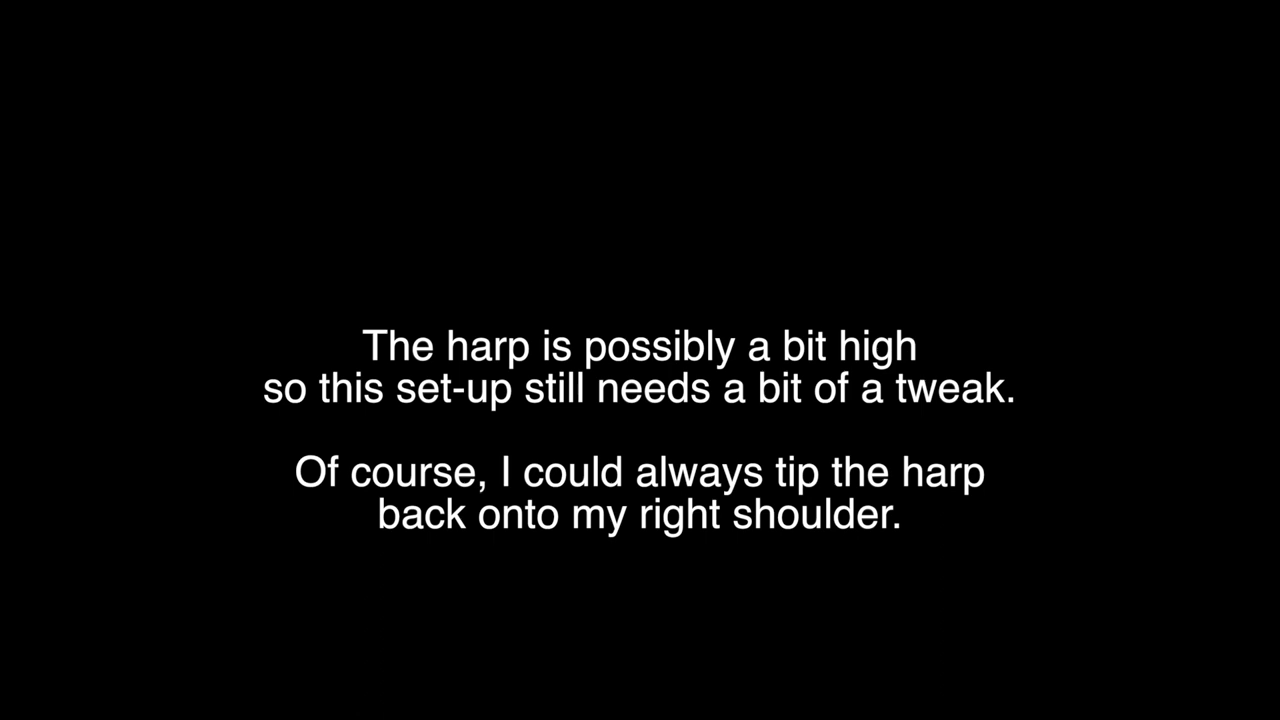 The harp is possibly a bit high
so this set-up still needs a bit of a tweak.
Of course, I could always tip the harp
back onto my right shoulder.